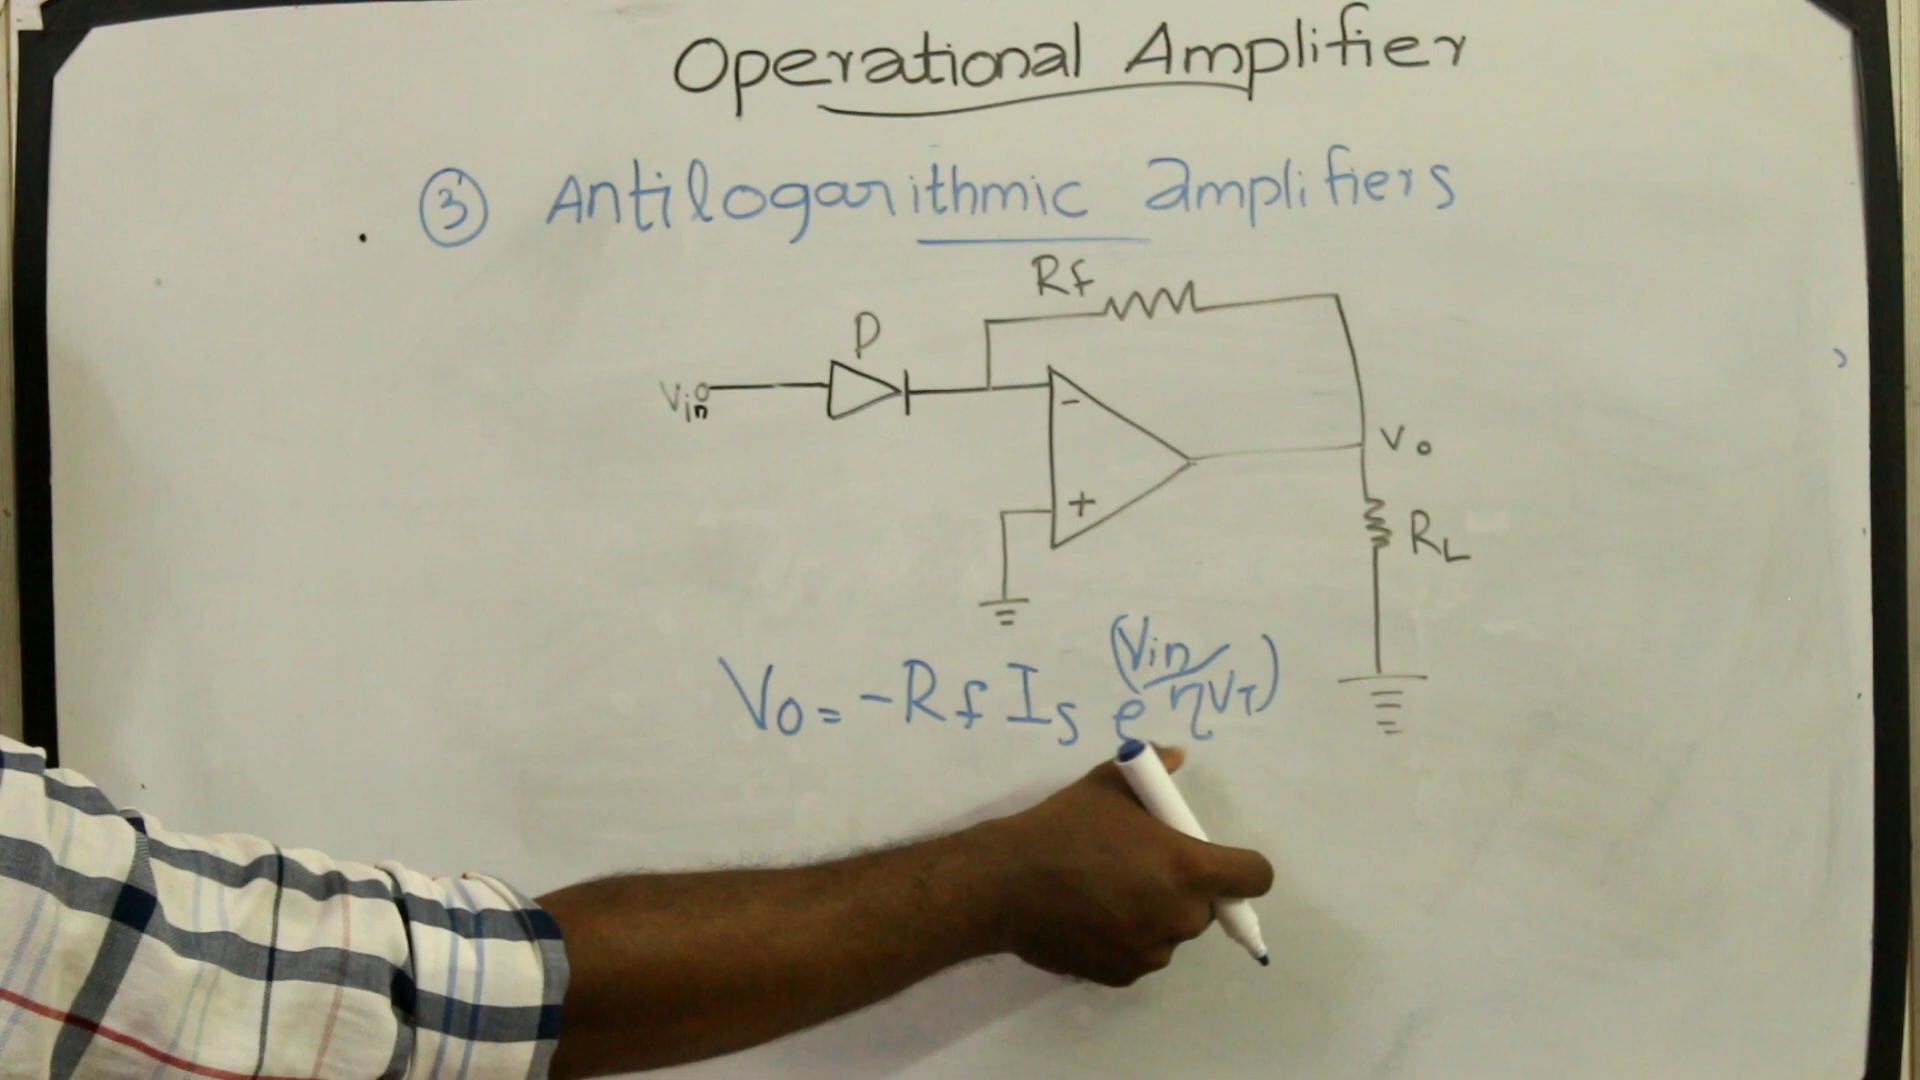 Operational Amplifier
③ Antilogarithmic amplifiers
Rf
D
Vin
-
Vo
+
RL
Vo = -Rf Is e^(Vin/ηVT)